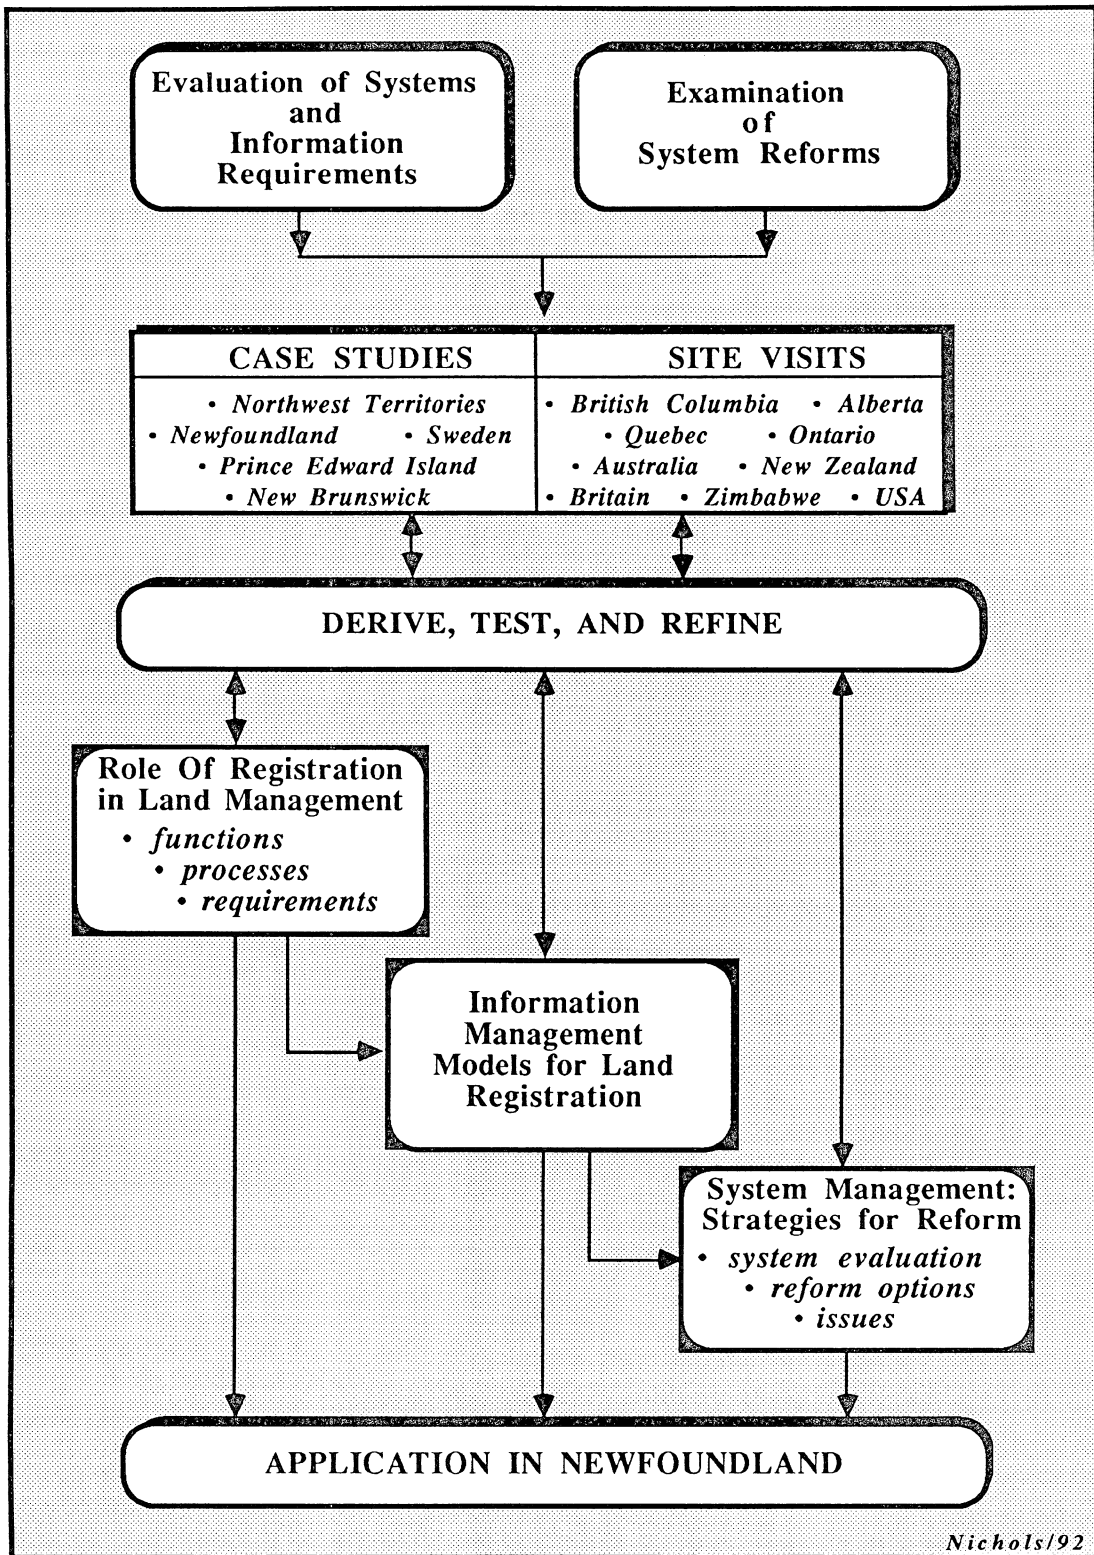 Evaluation of Systems
and
Information
Requirements
Examination
of
System Reforms
CASE STUDIES
• Northwest Territories
• Newfoundland • Sweden
• Prince Edward Island
• New Brunswick
SITE VISITS
• British Columbia • Alberta
• Quebec • Ontario
• Australia • New Zealand
• Britain • Zimbabwe • USA
DERIVE, TEST, AND REFINE
Role Of Registration
in Land Management
• functions
• processes
• requirements
Information
Management
Models for Land
Registration
System Management:
Strategies for Reform
• system evaluation
• reform options
• issues
APPLICATION IN NEWFOUNDLAND
Nichols/92